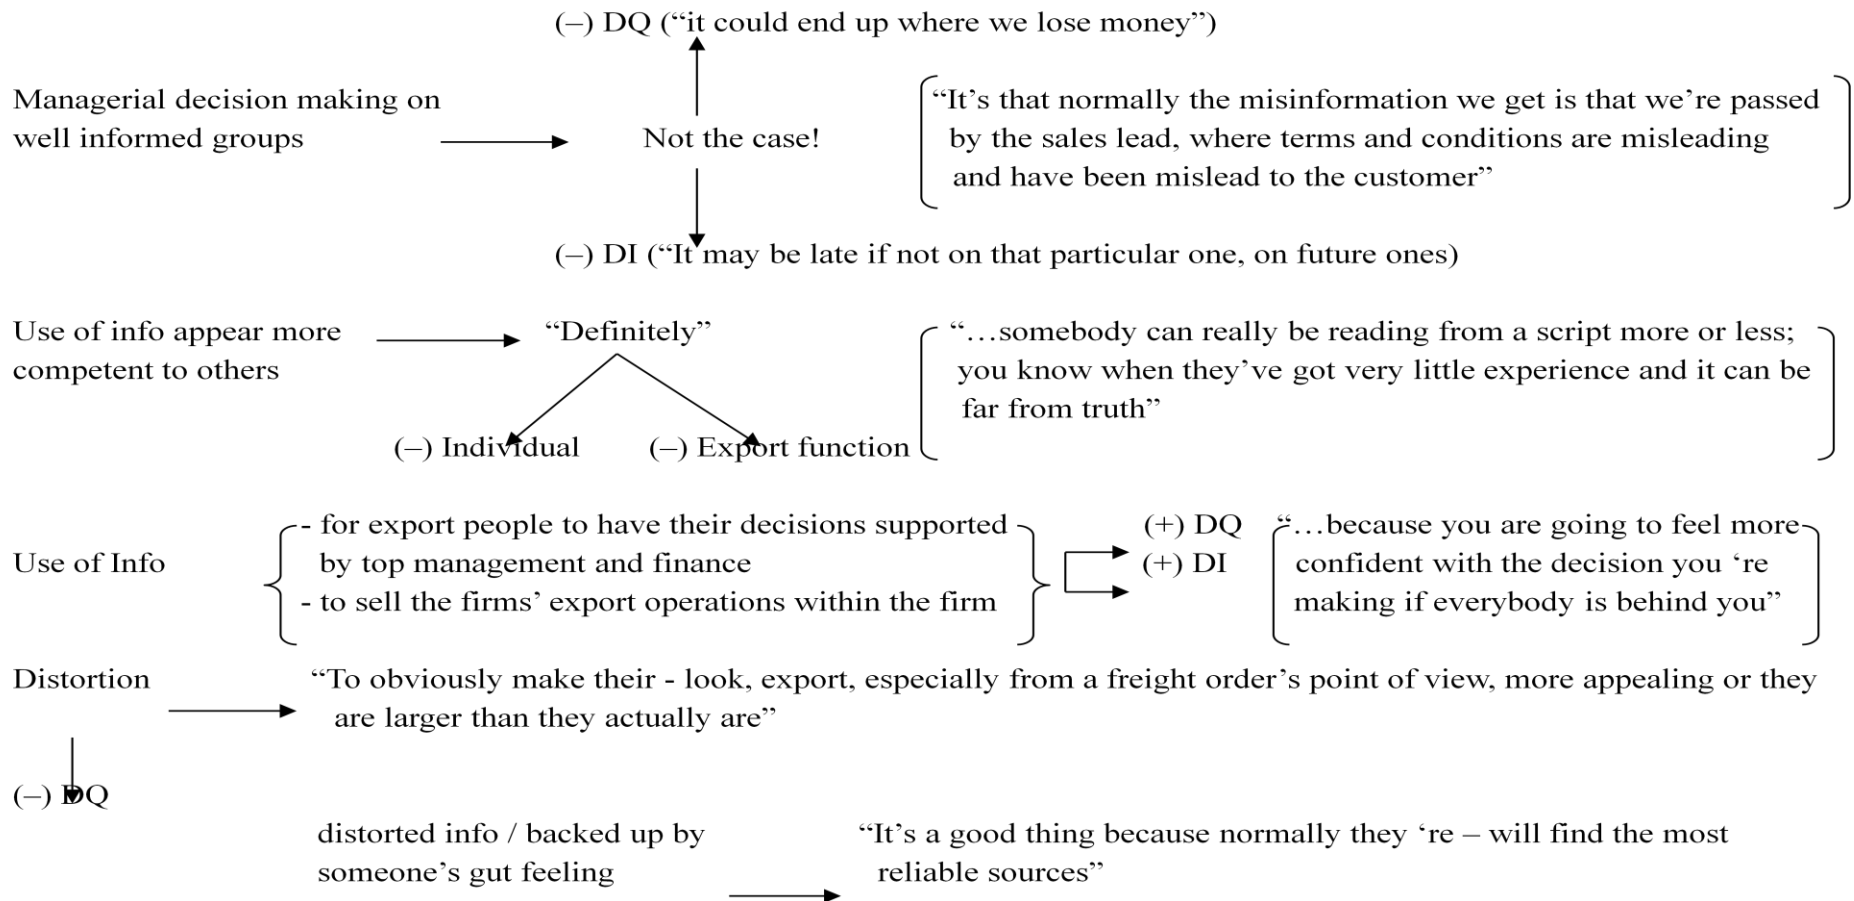 (–) DQ (“it could end up where we lose money”)
Managerial decision making on
well informed groups
Not the case!
“It’s that normally the misinformation we get is that we’re passed
by the sales lead, where terms and conditions are misleading
and have been mislead to the customer”
(–) DI (“It may be late if not on that particular one, on future ones)
Use of info appear more
competent to others
“Definitely”
“…somebody can really be reading from a script more or less;
you know when they’ve got very little experience and it can be
far from truth”
(–) Individual
(–) Export function
Use of Info
- for export people to have their decisions supported
by top management and finance
- to sell the firms’ export operations within the firm
(+) DQ
(+) DI
“…because you are going to feel more
confident with the decision you ‘re
making if everybody is behind you”
Distortion
“To obviously make their - look, export, especially from a freight order’s point of view, more appealing or they
are larger than they actually are”
(–) DQ
distorted info / backed up by
someone’s gut feeling
“It’s a good thing because normally they ‘re – will find the most
reliable sources”